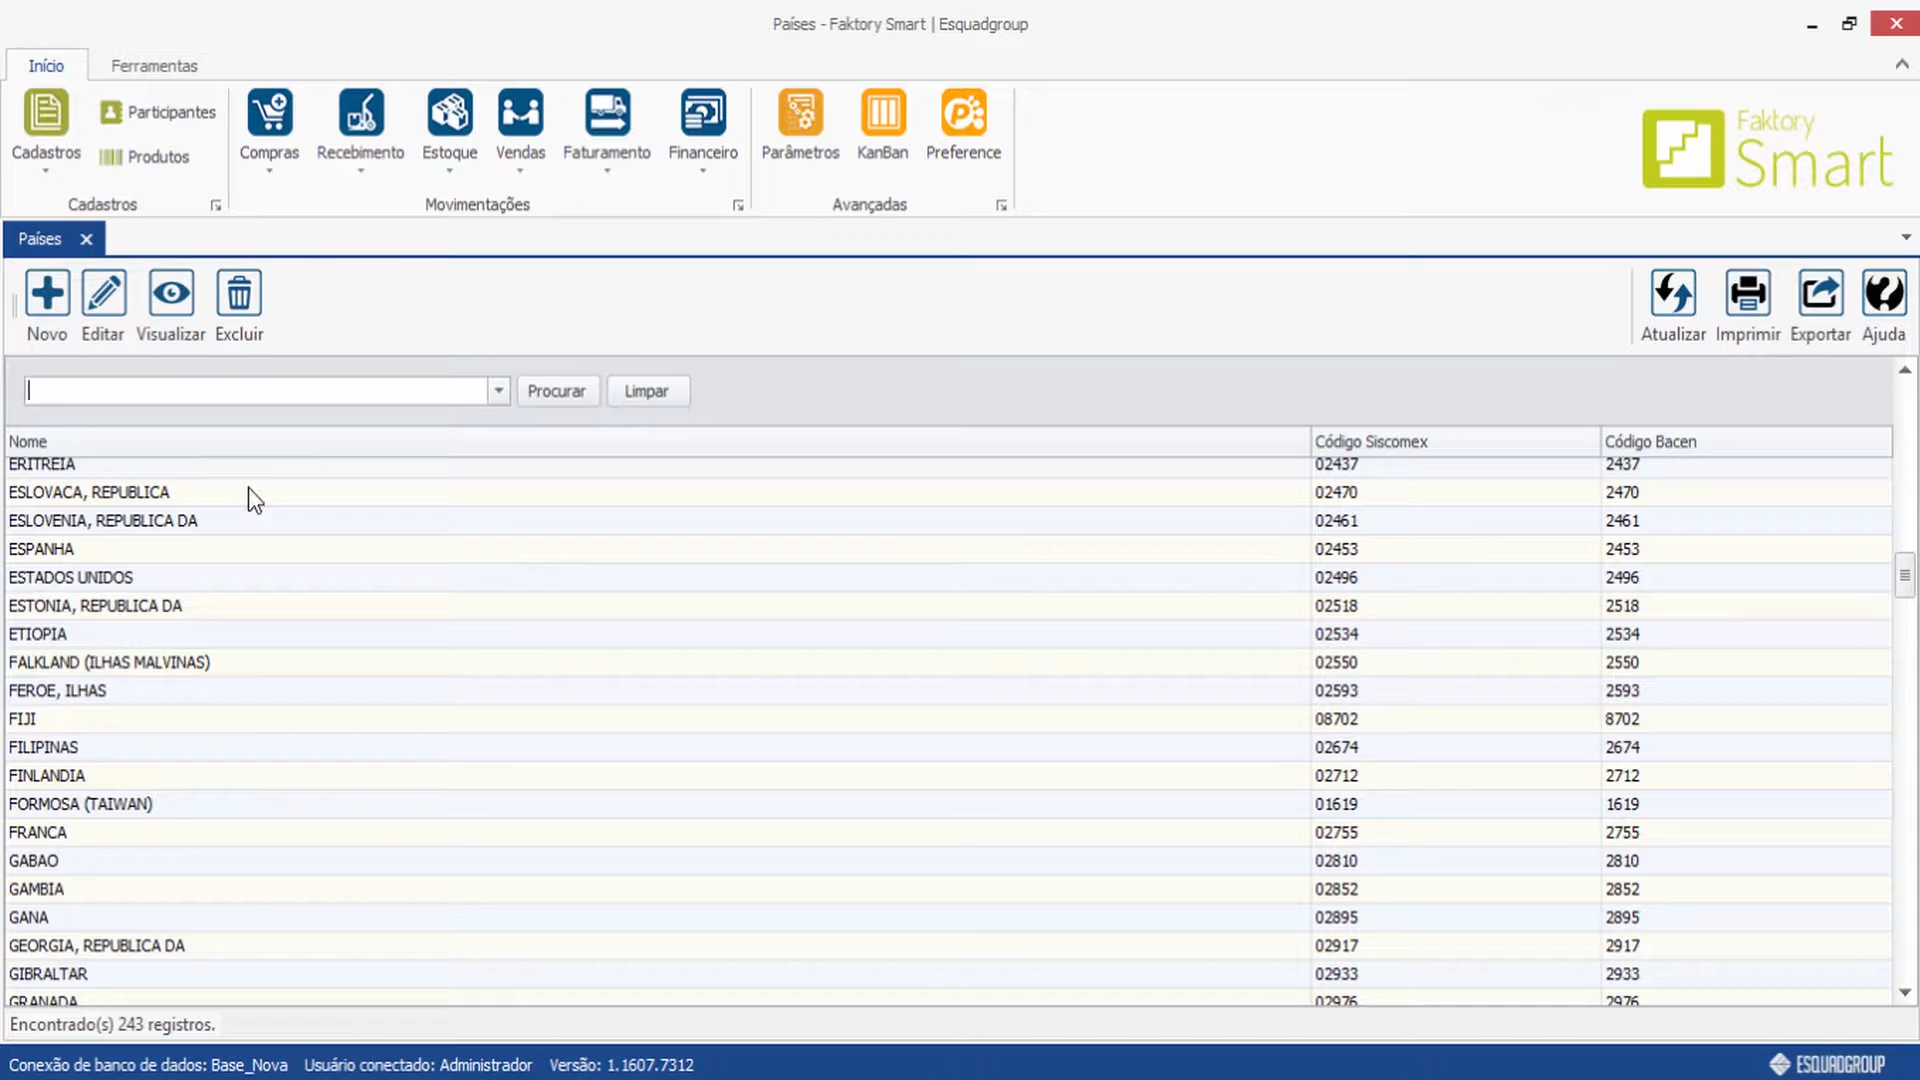 Países - Faktory Smart | Esquadgroup
Início Ferramentas
Participantes
Produtos
Cadastros Compras Recebimento Estoque Vendas Faturamento Financeiro Parâmetros KanBan Preference
Cadastros Movimentações Avançadas
Faktory
Smart
Países
Novo Editar Visualizar Excluir Atualizar Imprimir Exportar Ajuda
Procurar Limpar
Nome Código Siscomex Código Bacen
ERITREIA 02437 2437
ESLOVACA, REPUBLICA 02470 2470
ESLOVENIA, REPUBLICA DA 02461 2461
ESPANHA 02453 2453
ESTADOS UNIDOS 02496 2496
ESTONIA, REPUBLICA DA 02518 2518
ETIOPIA 02534 2534
FALKLAND (ILHAS MALVINAS) 02550 2550
FEROE, ILHAS 02593 2593
FIJI 08702 8702
FILIPINAS 02674 2674
FINLANDIA 02712 2712
FORMOSA (TAIWAN) 01619 1619
FRANCA 02755 2755
GABAO 02810 2810
GAMBIA 02852 2852
GANA 02895 2895
GEORGIA, REPUBLICA DA 02917 2917
GIBRALTAR 02933 2933
GRANADA 02976 2976
Encontrado(s) 243 registros.
Conexão de banco de dados: Base_Nova Usuário conectado: Administrador Versão: 1.1607.7312 ESQUADGROUP